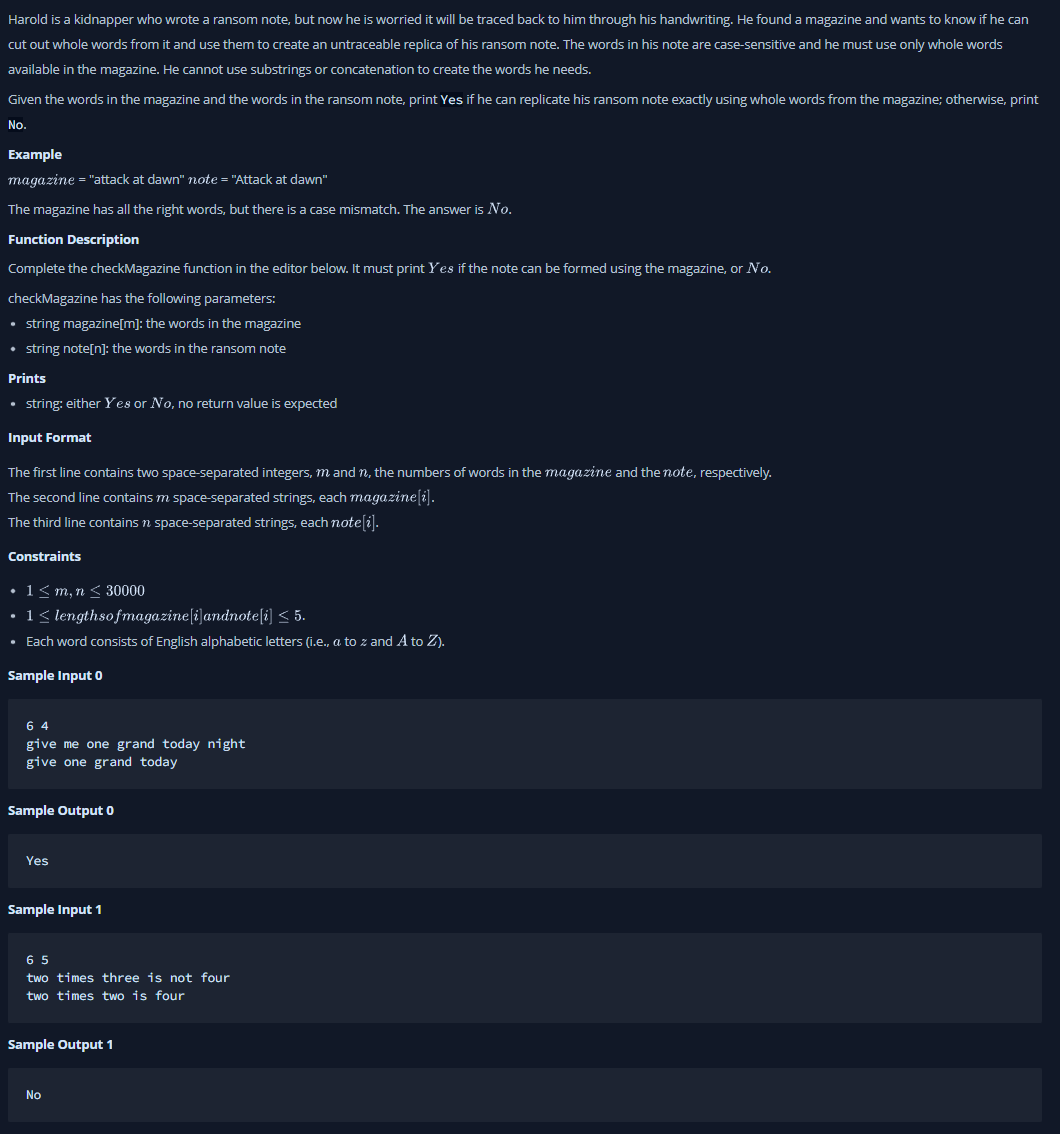 Harold is a kidnapper who wrote a ransom note, but now he is worried it will be traced back to him through his handwriting. He found a magazine and wants to know if he can
cut out whole words from it and use them to create an untraceable replica of his ransom note. The words in his note are case-sensitive and he must use only whole words
available in the magazine. He cannot use substrings or concatenation to create the words he needs.
Given the words in the magazine and the words in the ransom note, print Yes if he can replicate his ransom note exactly using whole words from the magazine; otherwise, print
No.
Example
magazine = "attack at dawn" note = "Attack at dawn"
The magazine has all the right words, but there is a case mismatch. The answer is No.
Function Description
Complete the checkMagazine function in the editor below. It must print Yes if the note can be formed using the magazine, or No.
checkMagazine has the following parameters:
• string magazine[m]: the words in the magazine
• string note[n]: the words in the ransom note
Prints
• string: either Yes or No, no return value is expected
Input Format
The first line contains two space-separated integers, m and n, the numbers of words in the magazine and the note, respectively.
The second line contains m space-separated strings, each magazine[i].
The third line contains n space-separated strings, each note[i].
Constraints
• 1 ≤ m, n ≤ 30000
• 1 ≤ lengthsofmagazine[i]andnote[i] ≤ 5.
• Each word consists of English alphabetic letters (i.e., a to z and A to Z).
Sample Input 0
6 4
give me one grand today night
give one grand today
Sample Output 0
Yes
Sample Input 1
6 5
two times three is not four
two times two is four
Sample Output 1
No